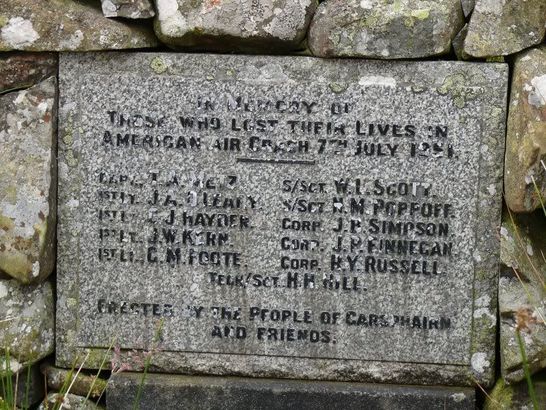 IN MEMORY OF
THOSE WHO LOST THEIR LIVES IN
AMERICAN AIR CRASH 7TH JULY 1951.
CAPT. T.A.
S/SGT. W.L. SCOTT.
1ST LT. J.A. O'LEARY.
S/SGT. R.M. POPPOFF.
1ST LT. J HAYDEN
CORP. J.P. SIMPSON
1ST LT. J.W. KERN
CORP. J.P. FINNEGAN
1ST LT. C.M. FOOTE
CORP. H.Y. RUSSELL.
TECH/SGT. H.H. HILL.
ERECTED BY THE PEOPLE OF CARSPHAIRN
AND FRIENDS.